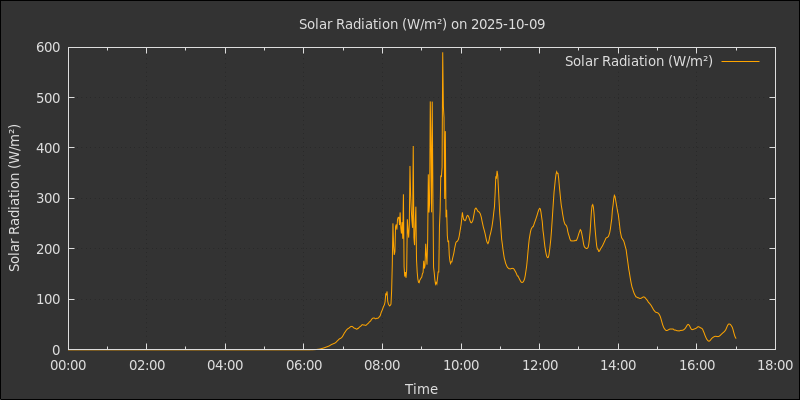 Solar Radiation (W/m²) on 2025-10-09
Solar Radiation (W/m²)
Solar Radiation (W/m²)
600
500
400
300
200
100
0
00:00 02:00 04:00 06:00 08:00 10:00 12:00 14:00 16:00 18:00
Time